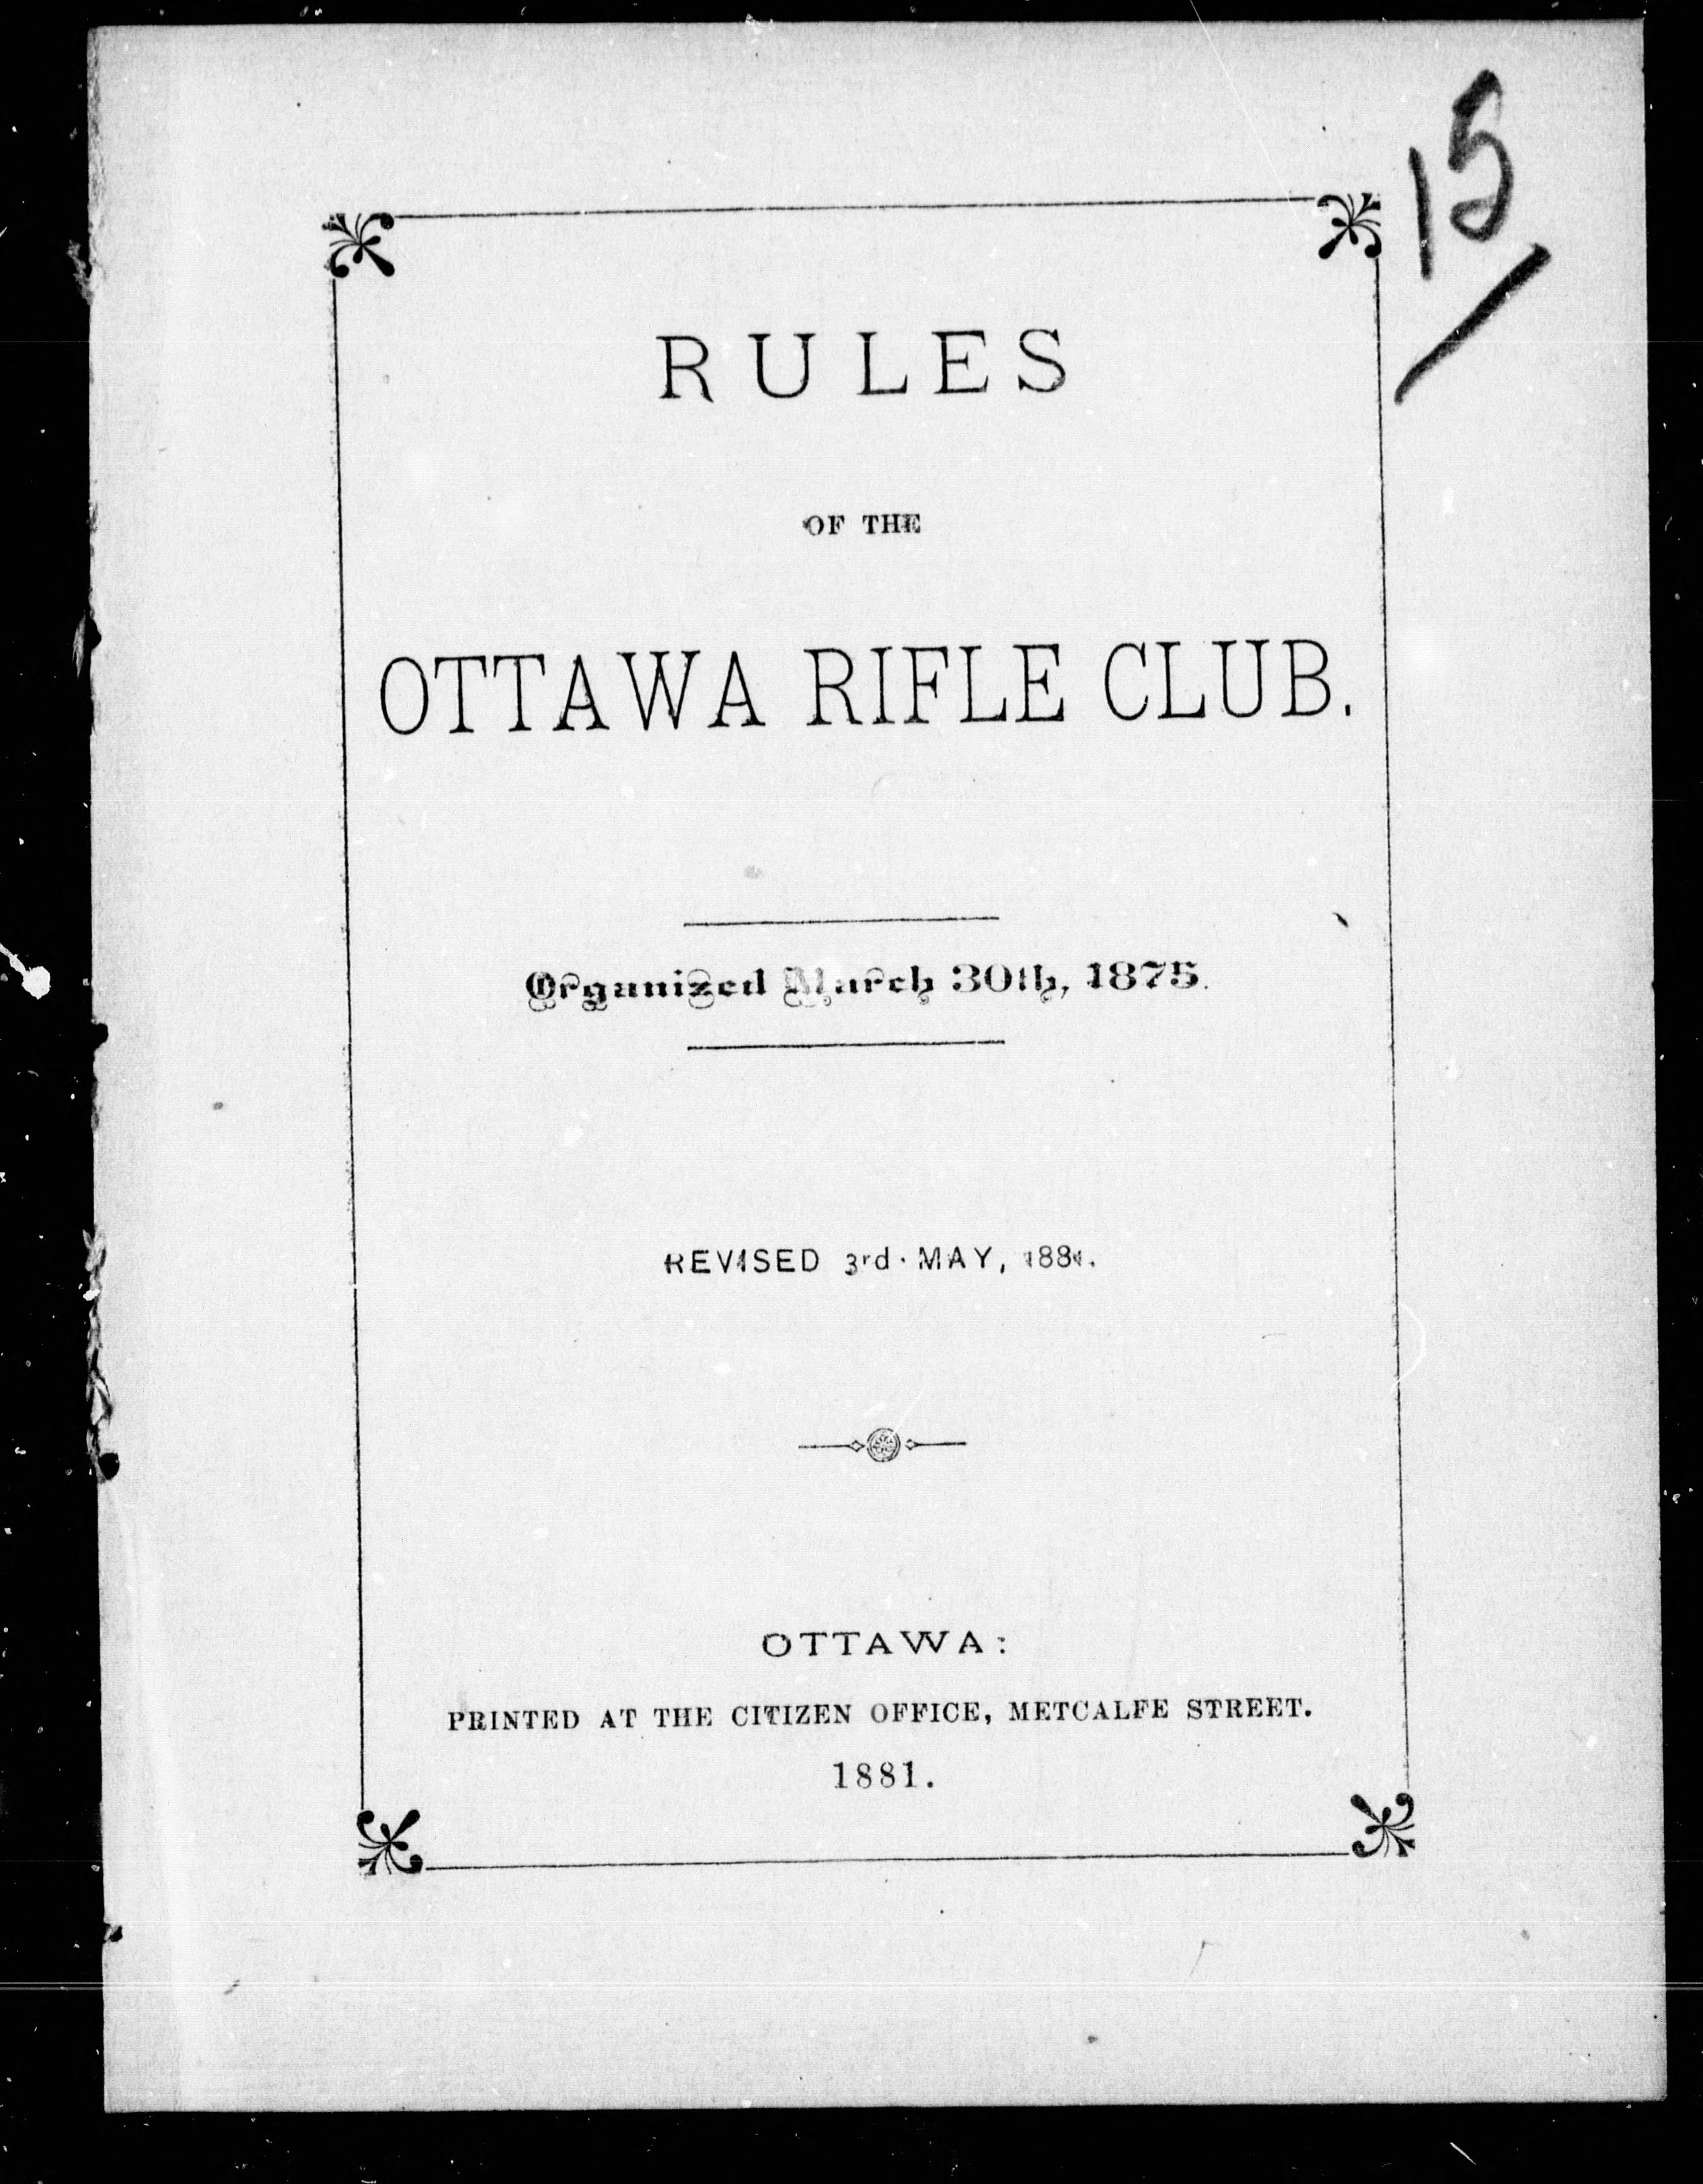 15
RULES
OF THE
OTTAWA RIFLE CLUB.
Organized March 30th, 1875.
REVISED 3rd. MAY, 1881.
OTTAWA:
PRINTED AT THE CITIZEN OFFICE, METCALFE STREET.
1881.